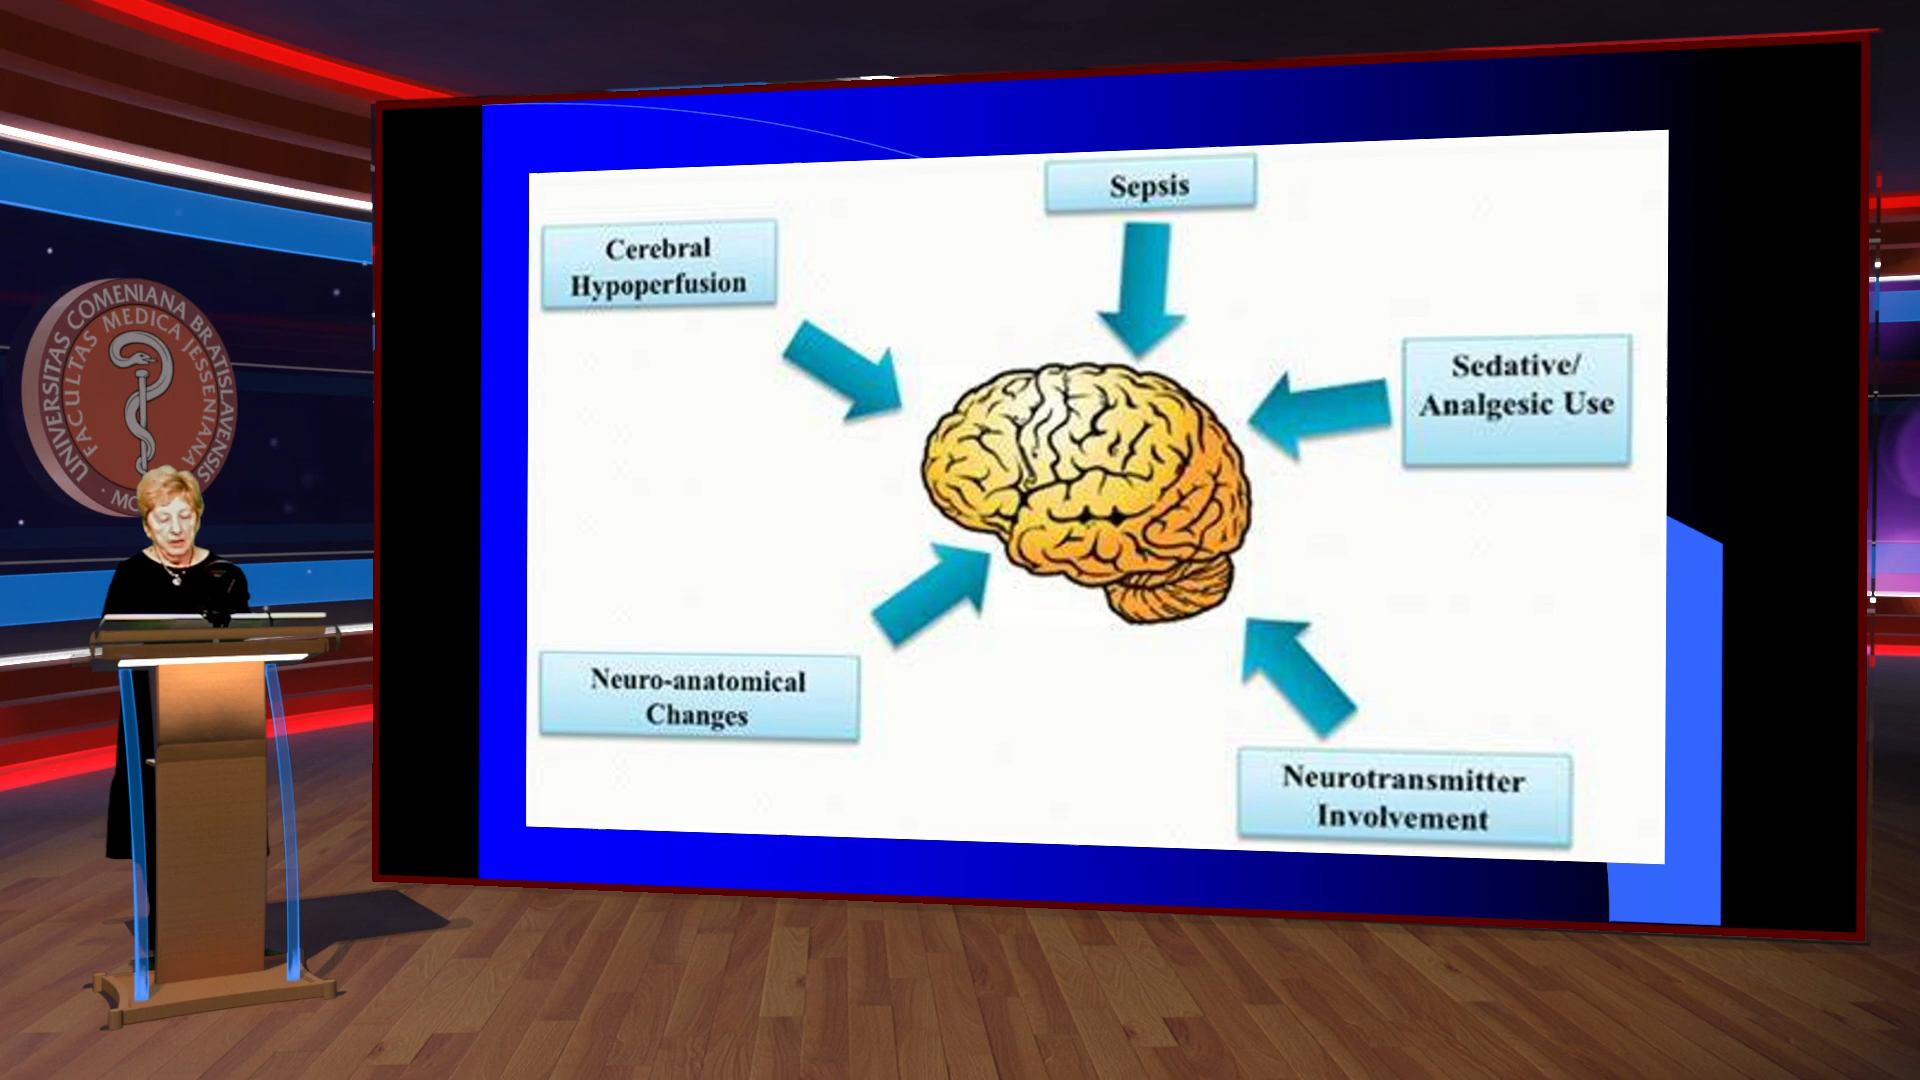 Sepsis
Cerebral
Hypoperfusion
Sedative/
Analgesic Use
Neuro-anatomical
Changes
Neurotransmitter
Involvement
UNIVERSITAS COMENIANA BRATISLAVENSIS
FACULTAS MEDICA JESSENIANA